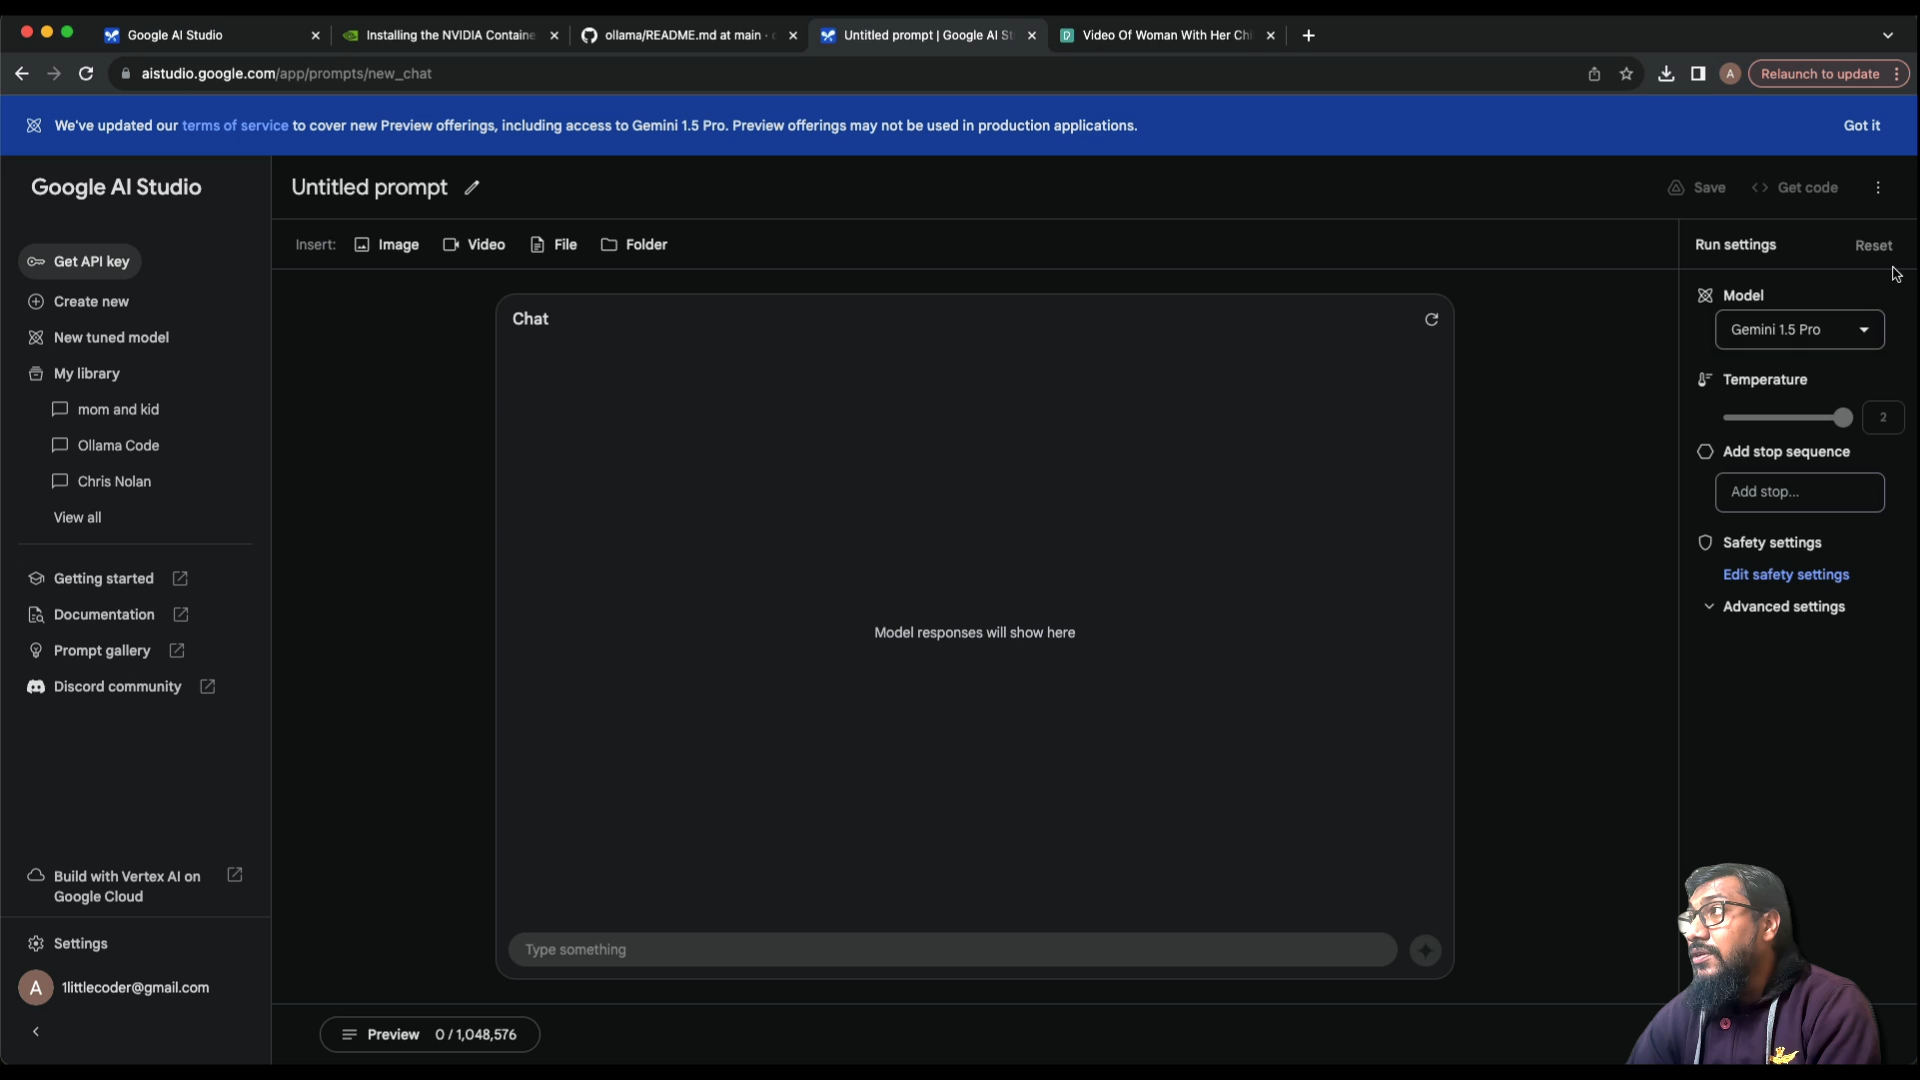 Google AI Studio
Installing the NVIDIA Containe
ollama/README.md at main ·
Untitled prompt | Google AI St
Video Of Woman With Her Chi
aistudio.google.com/app/prompts/new_chat
A
Relaunch to update
We've updated our terms of service to cover new Preview offerings, including access to Gemini 1.5 Pro. Preview offerings may not be used in production applications.
Got it
Google AI Studio
Untitled prompt
Save
Get code
Insert:
Image
Video
File
Folder
Run settings
Reset
Get API key
Create new
New tuned model
My library
mom and kid
Ollama Code
Chris Nolan
View all
Getting started
Documentation
Prompt gallery
Discord community
Build with Vertex AI on
Google Cloud
Settings
A
1littlecoder@gmail.com
Chat
Model responses will show here
Type something
Preview 0 / 1,048,576
Model
Gemini 1.5 Pro
Temperature
2
Add stop sequence
Add stop...
Safety settings
Edit safety settings
Advanced settings